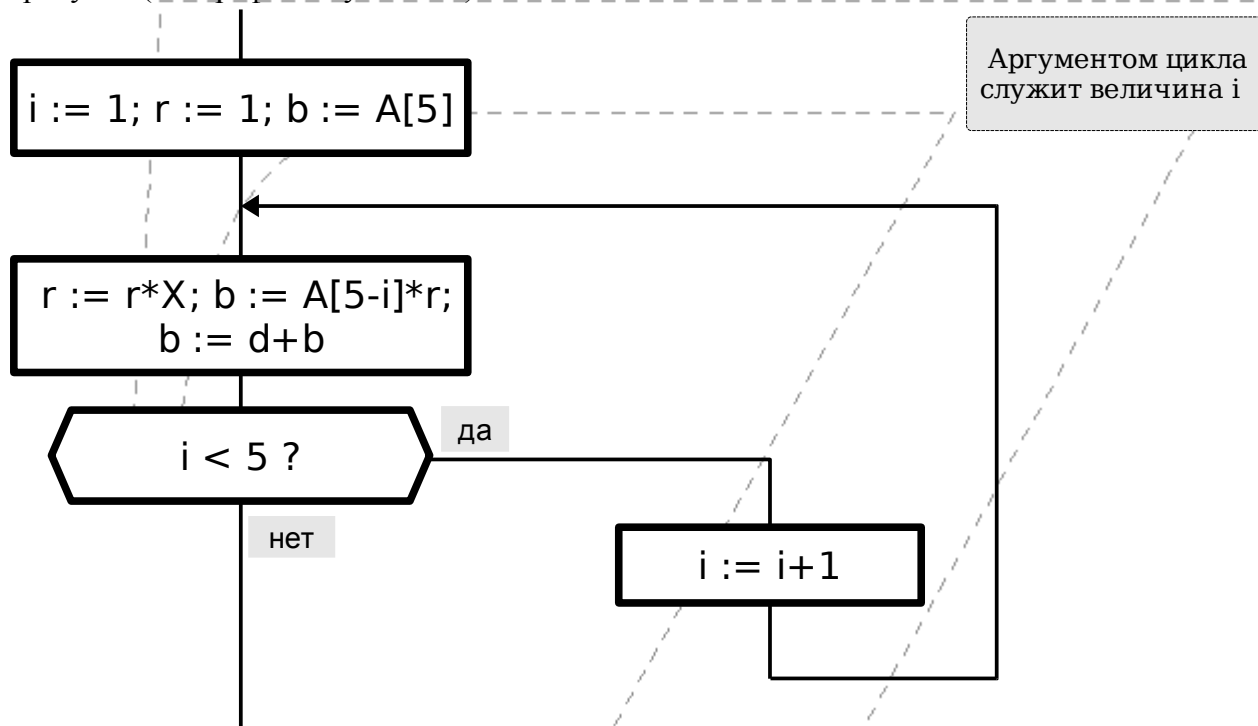 Аргументом цикла
служит величина i
i := 1; r := 1; b := A[5]
r := r*X; b := A[5-i]*r;
b := d+b
i < 5 ?
да
нет
i := i+1